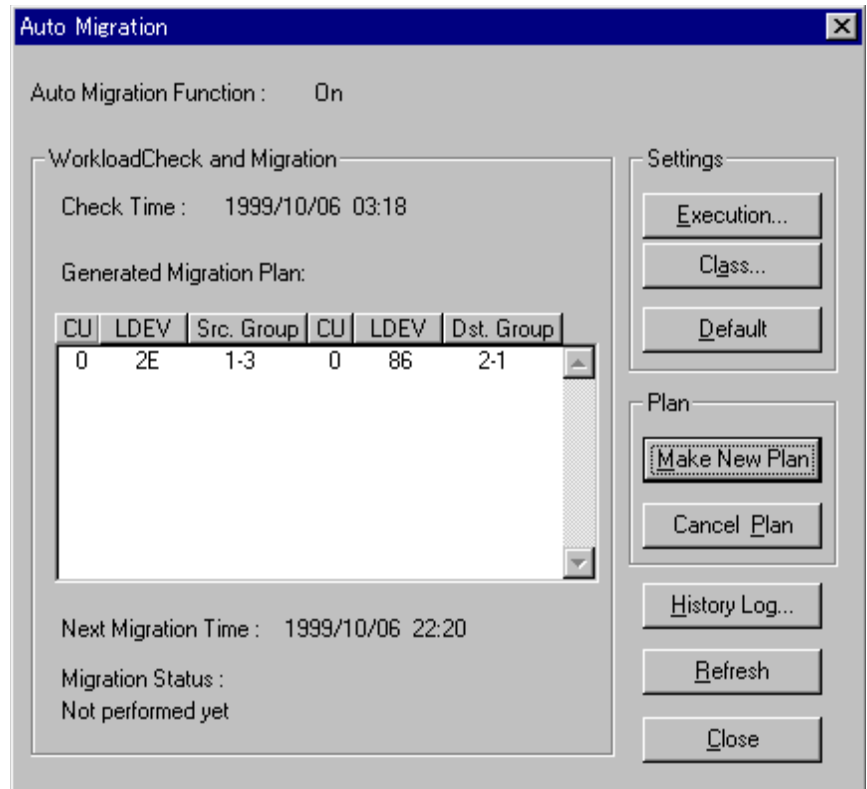 Auto Migration
Auto Migration Function : On
WorkloadCheck and Migration
Check Time : 1999/10/06 03:18
Generated Migration Plan:
CU LDEV Src. Group CU LDEV Dst. Group
0 2E 1-3 0 86 2-1
Next Migration Time : 1999/10/06 22:20
Migration Status :
Not performed yet
Settings
Execution...
Class...
Default
Plan
Make New Plan
Cancel Plan
History Log...
Refresh
Close